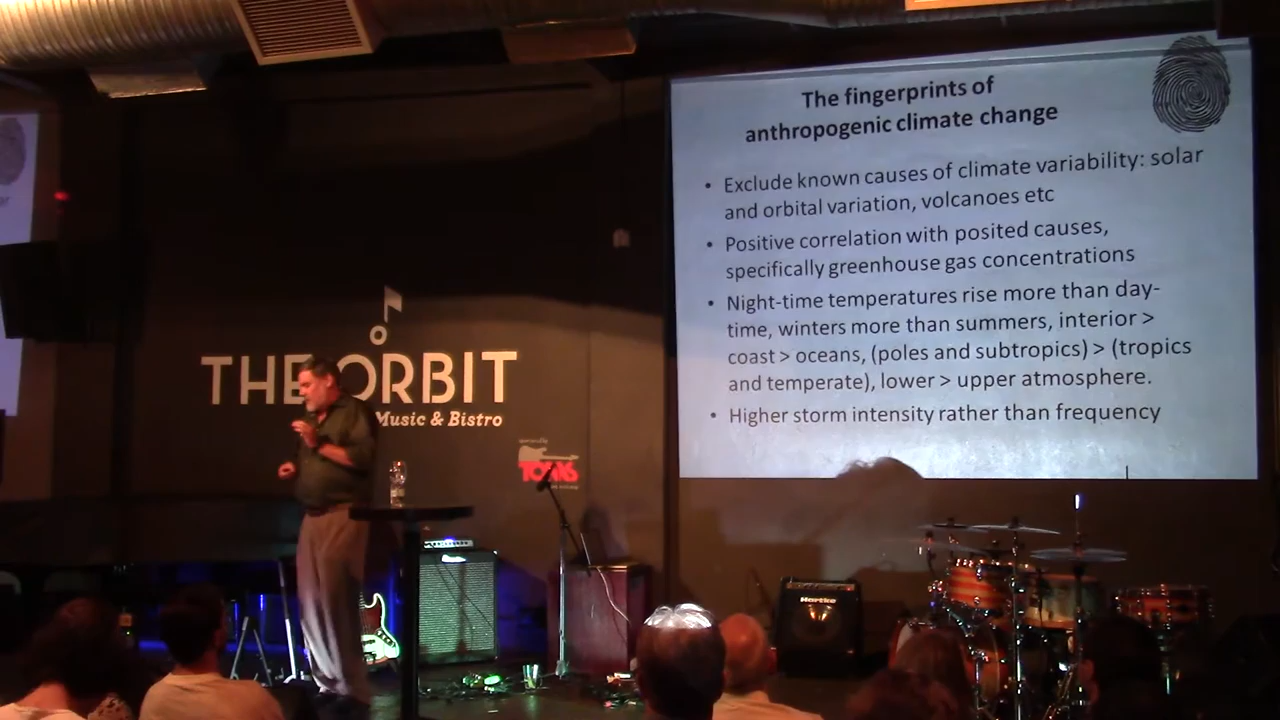 The fingerprints of
anthropogenic climate change
• Exclude known causes of climate variability: solar
and orbital variation, volcanoes etc
• Positive correlation with posited causes,
specifically greenhouse gas concentrations
• Night-time temperatures rise more than day-
time, winters more than summers, interior >
coast > oceans, (poles and subtropics) > (tropics
and temperate), lower > upper atmosphere.
• Higher storm intensity rather than frequency
THE ORBIT
Music & Bistro
TOMS
Hartke